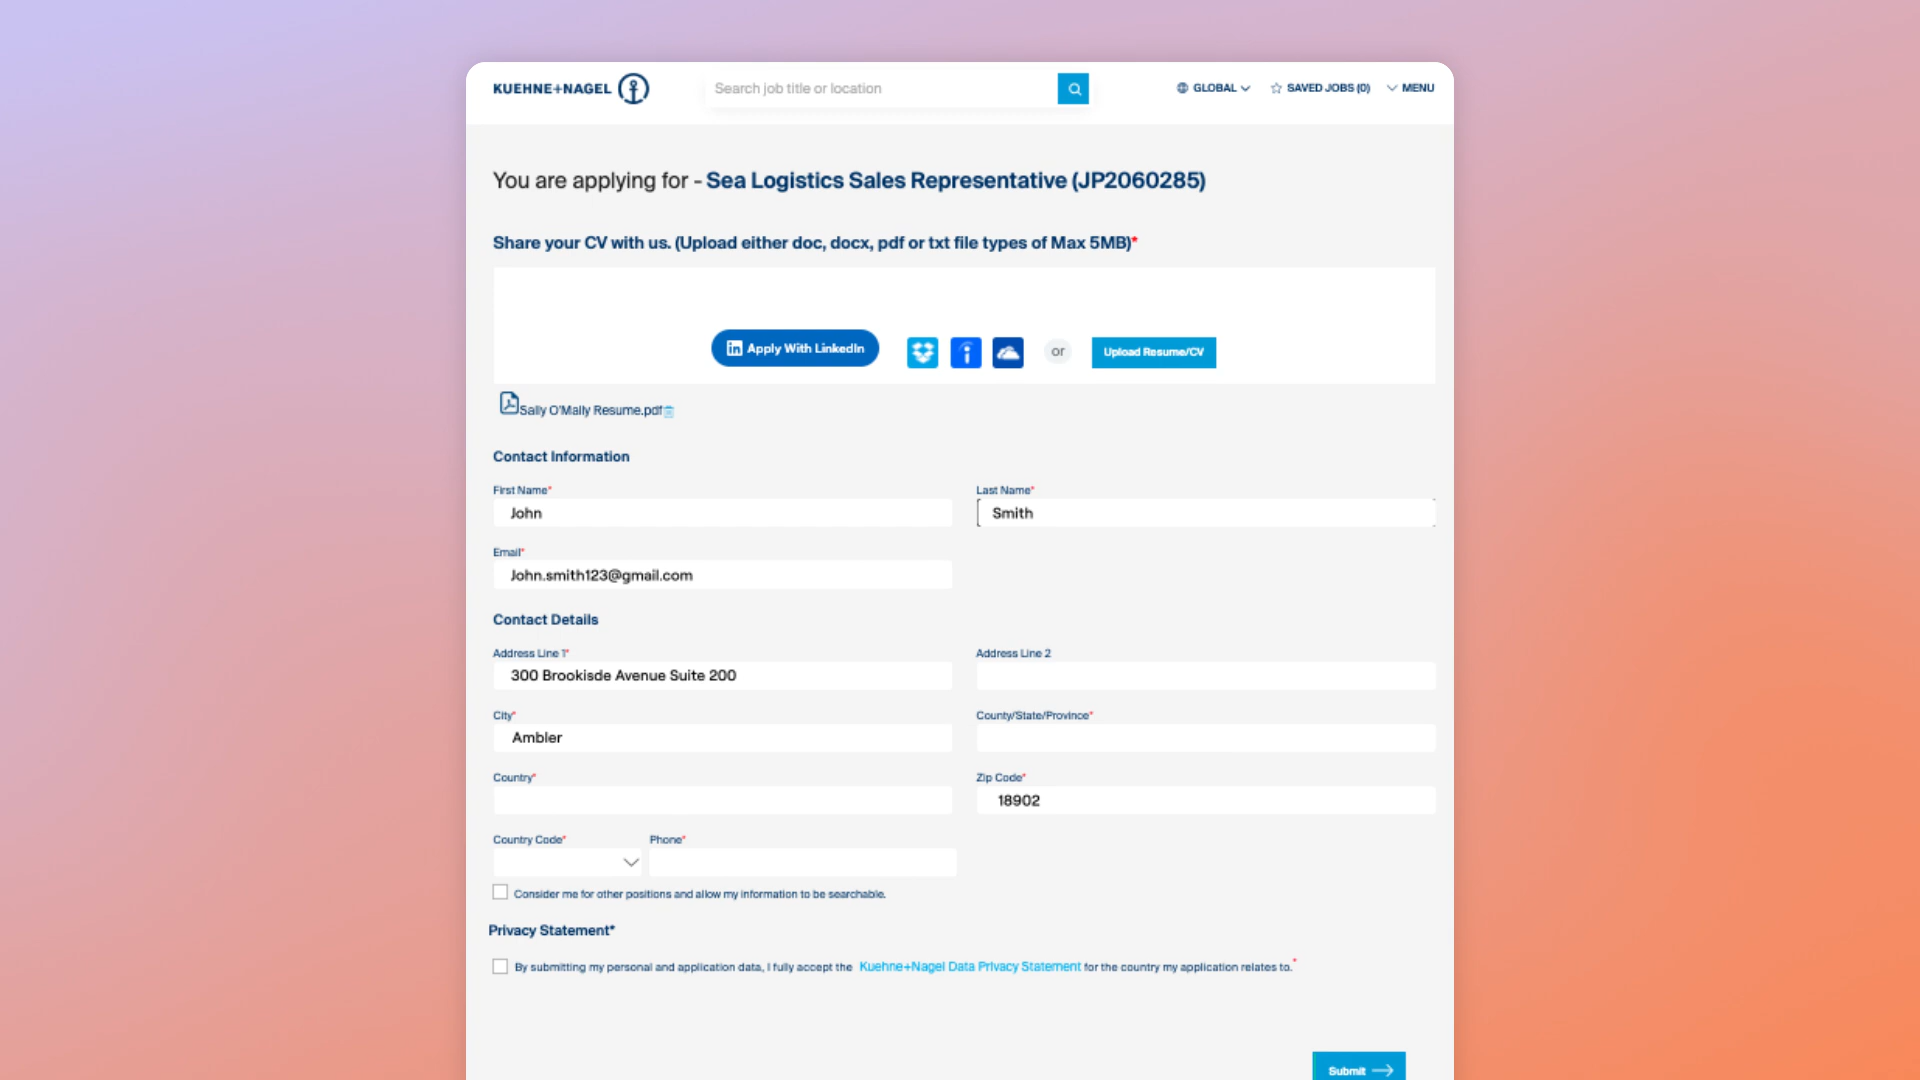 KUEHNE+NAGEL
Search job title or location
GLOBAL
SAVED JOBS (0)
MENU
You are applying for - Sea Logistics Sales Representative (JP2060285)
Share your CV with us. (Upload either doc, docx, pdf or txt file types of Max 5MB)*
in Apply With LinkedIn
or
Upload Resume/CV
Sally O'Mally Resume.pdf
Contact Information
First Name*
Last Name*
John
Smith
Email*
John.smith123@gmail.com
Contact Details
Address Line 1*
Address Line 2
300 Brookisde Avenue Suite 200
City*
County/State/Province*
Ambler
Country*
Zip Code*
18902
Country Code*
Phone*
Consider me for other positions and allow my information to be searchable.
Privacy Statement*
By submitting my personal and application data, I fully accept the Kuehne+Nagel Data Privacy Statement for the country my application relates to.*
Submit